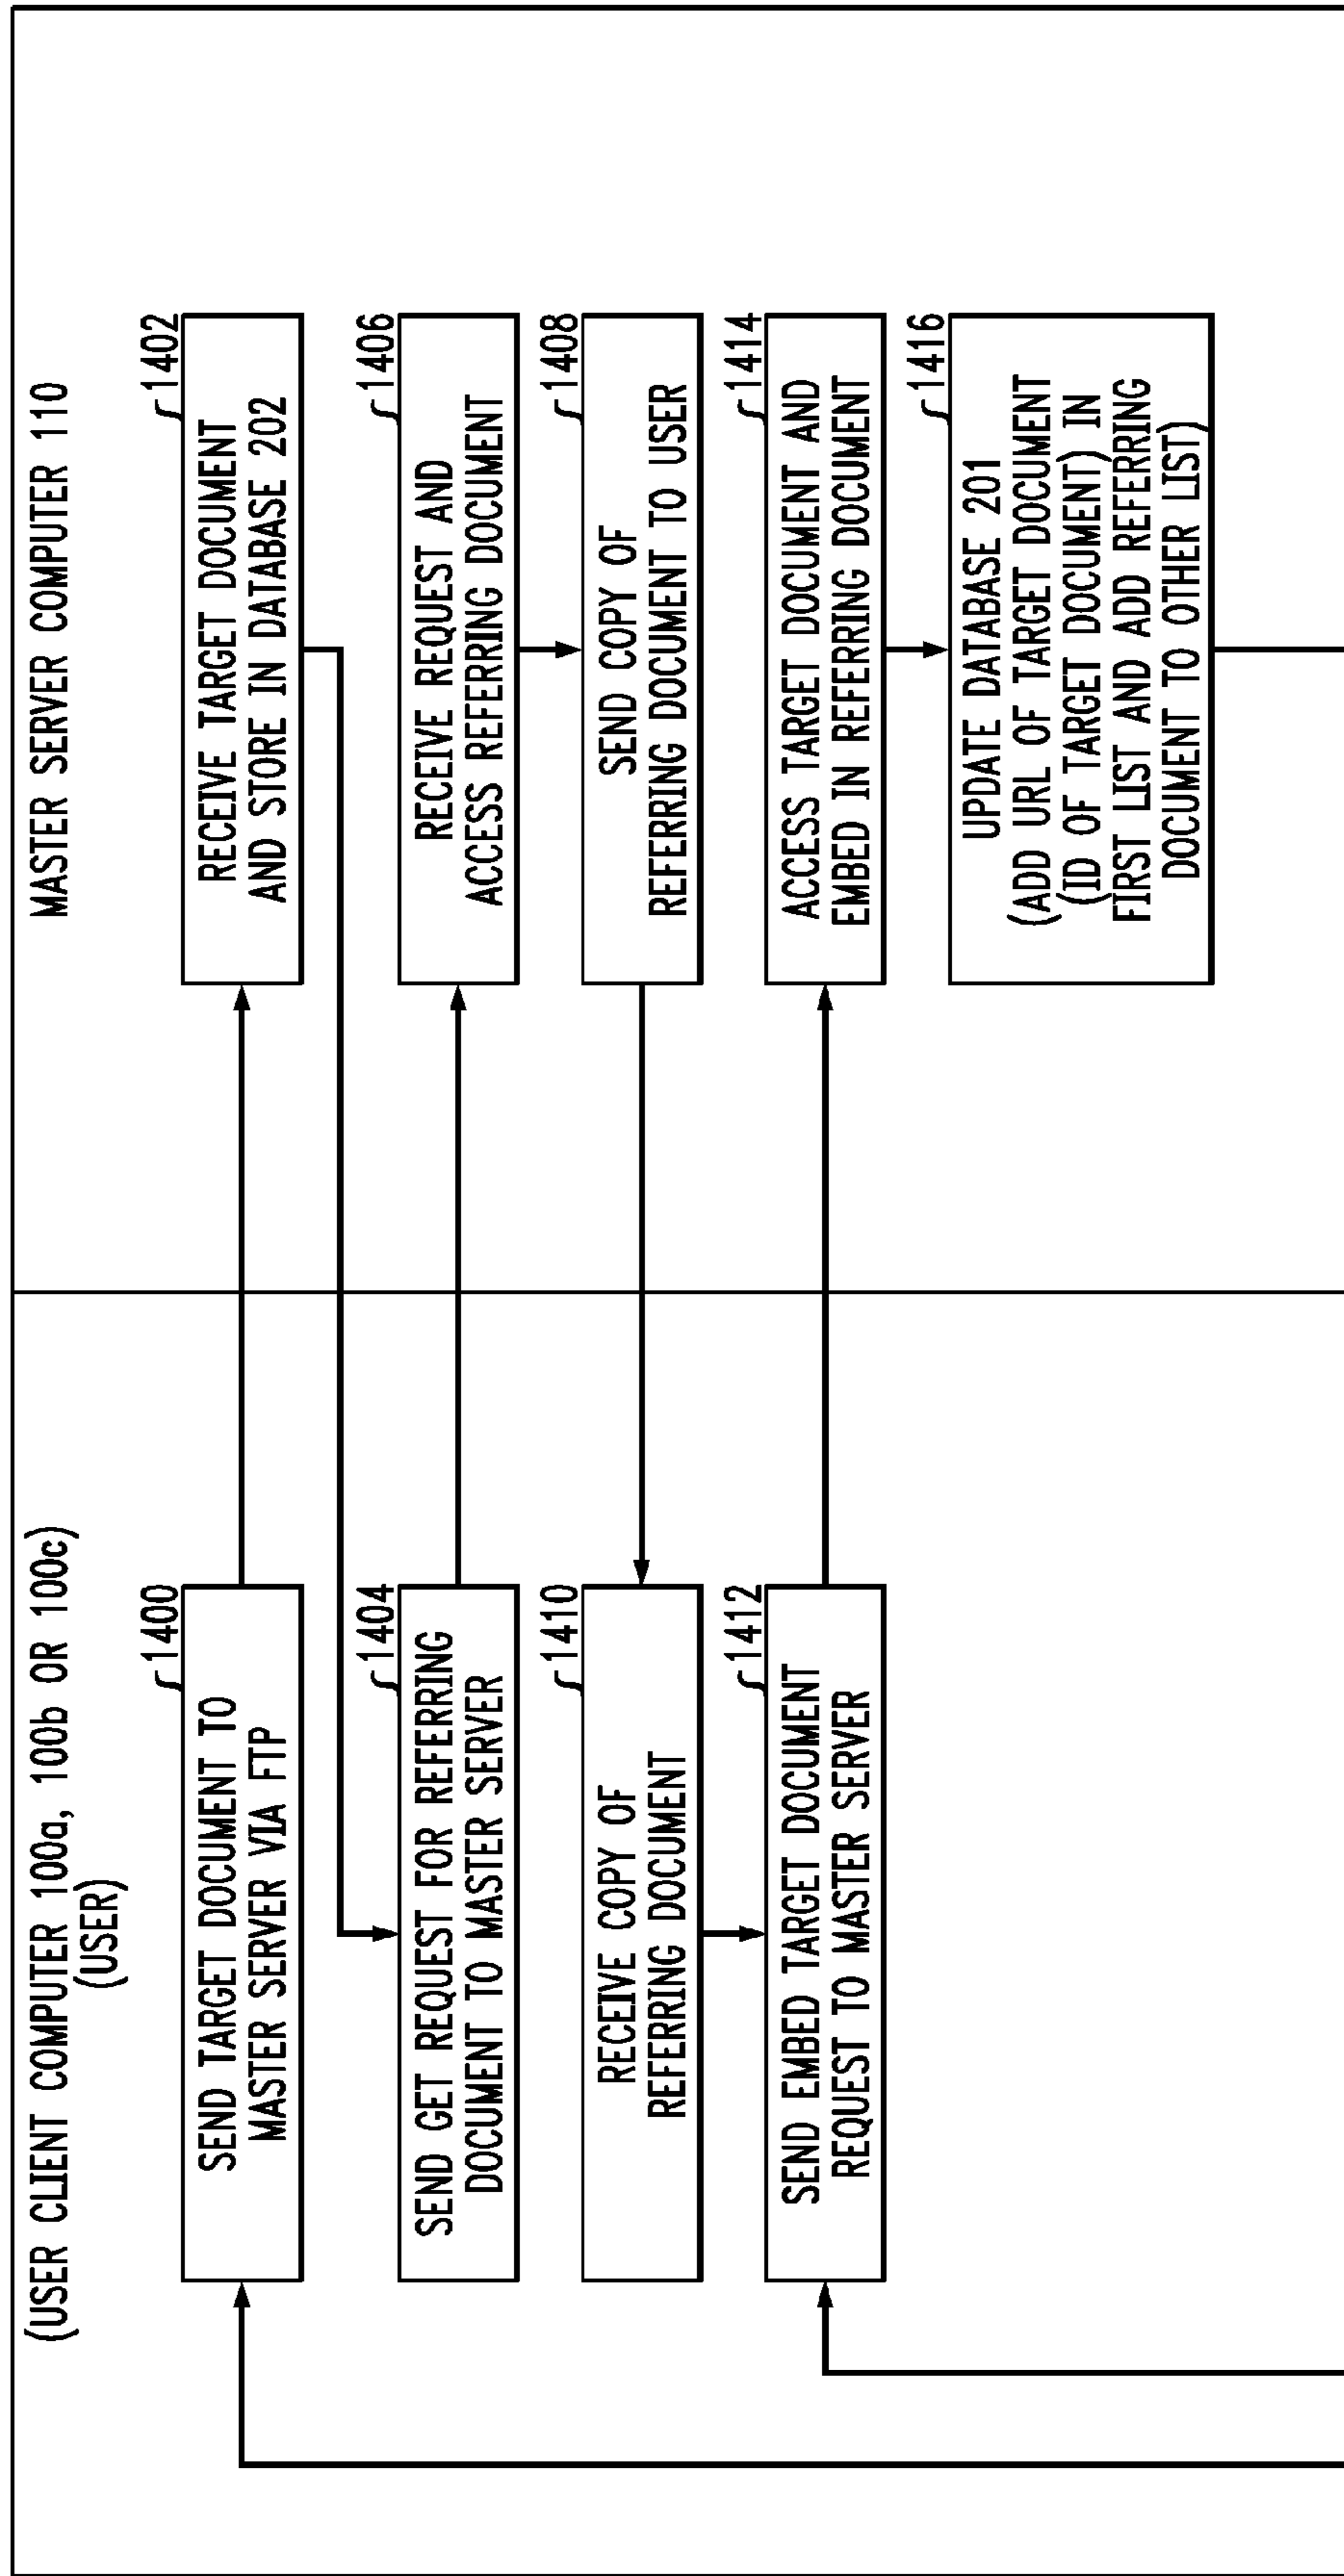 (USER CLIENT COMPUTER 100a, 100b OR 100c)
(USER)
MASTER SERVER COMPUTER 110
1400
SEND TARGET DOCUMENT TO
MASTER SERVER VIA FTP
1402
RECEIVE TARGET DOCUMENT
AND STORE IN DATABASE 202
1404
SEND GET REQUEST FOR REFERRING
DOCUMENT TO MASTER SERVER
1406
RECEIVE REQUEST AND
ACCESS REFERRING DOCUMENT
1408
SEND COPY OF
REFERRING DOCUMENT TO USER
1410
RECEIVE COPY OF
REFERRING DOCUMENT
1412
SEND EMBED TARGET DOCUMENT
REQUEST TO MASTER SERVER
1414
ACCESS TARGET DOCUMENT AND
EMBED IN REFERRING DOCUMENT
1416
UPDATE DATABASE 201
(ADD URL OF TARGET DOCUMENT
(ID OF TARGET DOCUMENT) IN
FIRST LIST AND ADD REFERRING
DOCUMENT TO OTHER LIST)